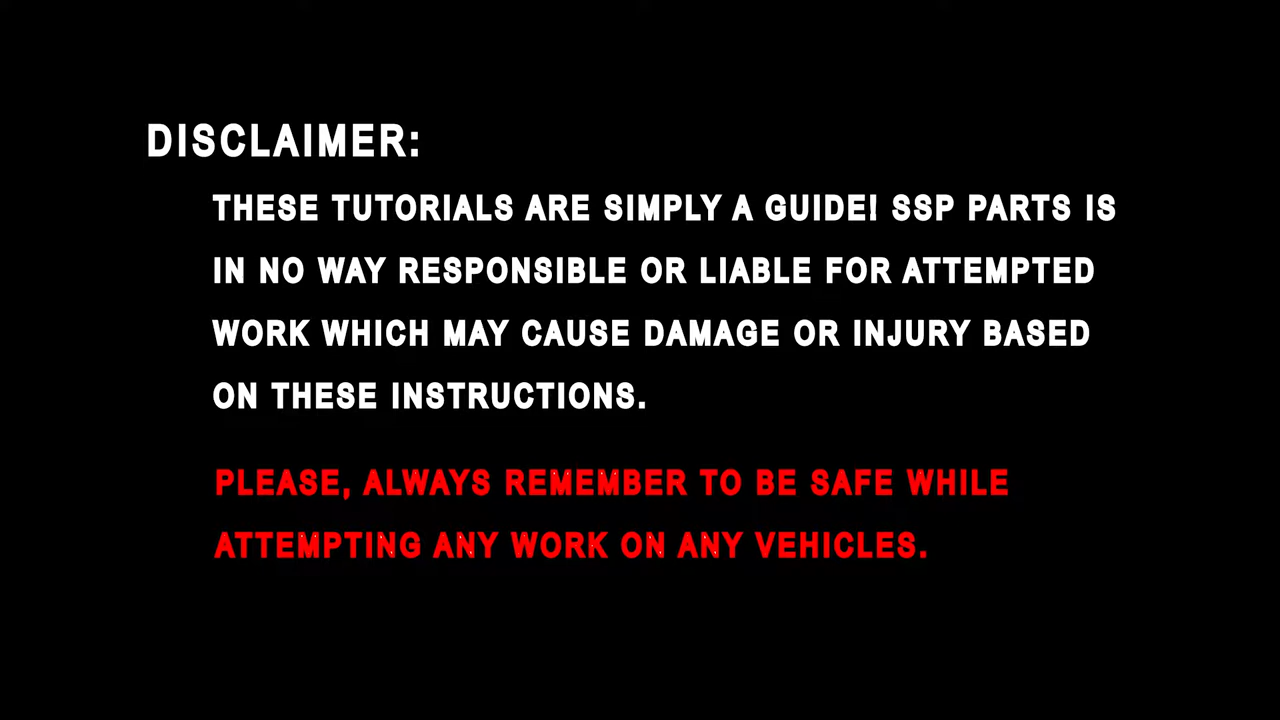 DISCLAIMER:
THESE TUTORIALS ARE SIMPLY A GUIDE! SSP PARTS IS
IN NO WAY RESPONSIBLE OR LIABLE FOR ATTEMPTED
WORK WHICH MAY CAUSE DAMAGE OR INJURY BASED
ON THESE INSTRUCTIONS.
PLEASE, ALWAYS REMEMBER TO BE SAFE WHILE
ATTEMPTING ANY WORK ON ANY VEHICLES.